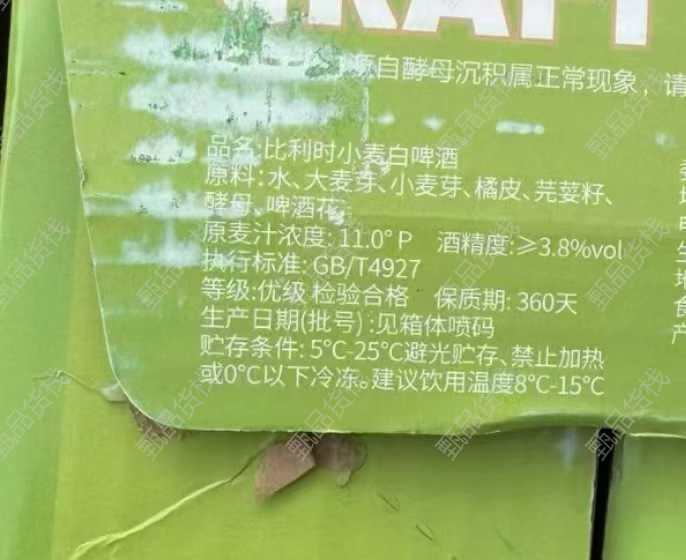 CRAFT
源自酵母沉积属正常现象，请
品名：比利时小麦白啤酒
原料：水、大麦芽、小麦芽、橘皮、芫荽籽、
酵母、啤酒花
原麦汁浓度：11.0°P 酒精度：≥3.8%vol
执行标准：GB/T4927
等级：优级 检验合格 保质期：360天
生产日期(批号)：见箱体喷码
贮存条件：5℃-25℃避光贮存、禁止加热
或0℃以下冷冻。建议饮用温度8℃-15℃
甄品货栈